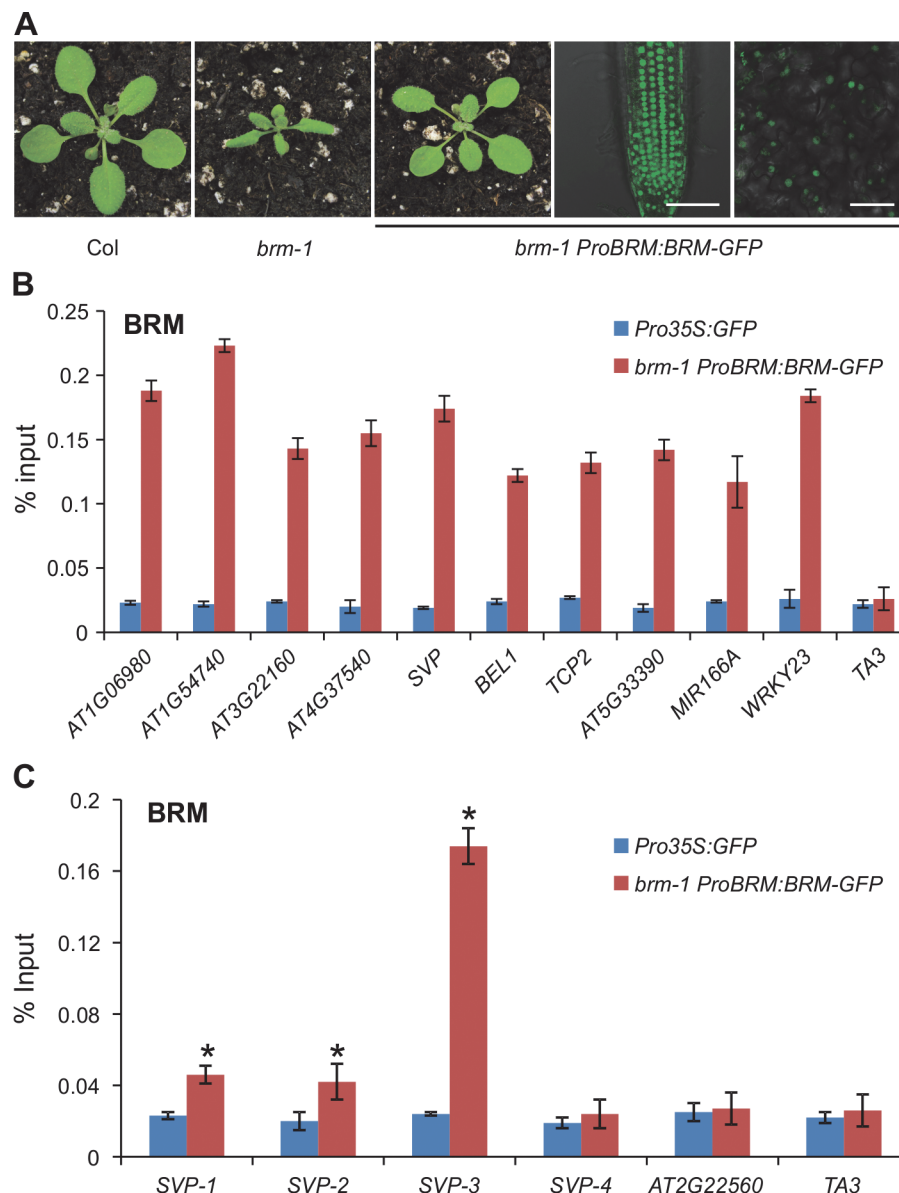 A
Col
brm-1
brm-1 ProBRM:BRM-GFP
B
BRM
Pro35S:GFP
brm-1 ProBRM:BRM-GFP
% input
0.25
0.2
0.15
0.1
0.05
0
AT1G06980
AT1G54740
AT3G22160
AT4G37540
SVP
BEL1
TCP2
AT5G33390
MIR166A
WRKY23
TA3
C
BRM
Pro35S:GFP
brm-1 ProBRM:BRM-GFP
% Input
0.2
0.16
0.12
0.08
0.04
0
*
*
*
SVP-1
SVP-2
SVP-3
SVP-4
AT2G22560
TA3